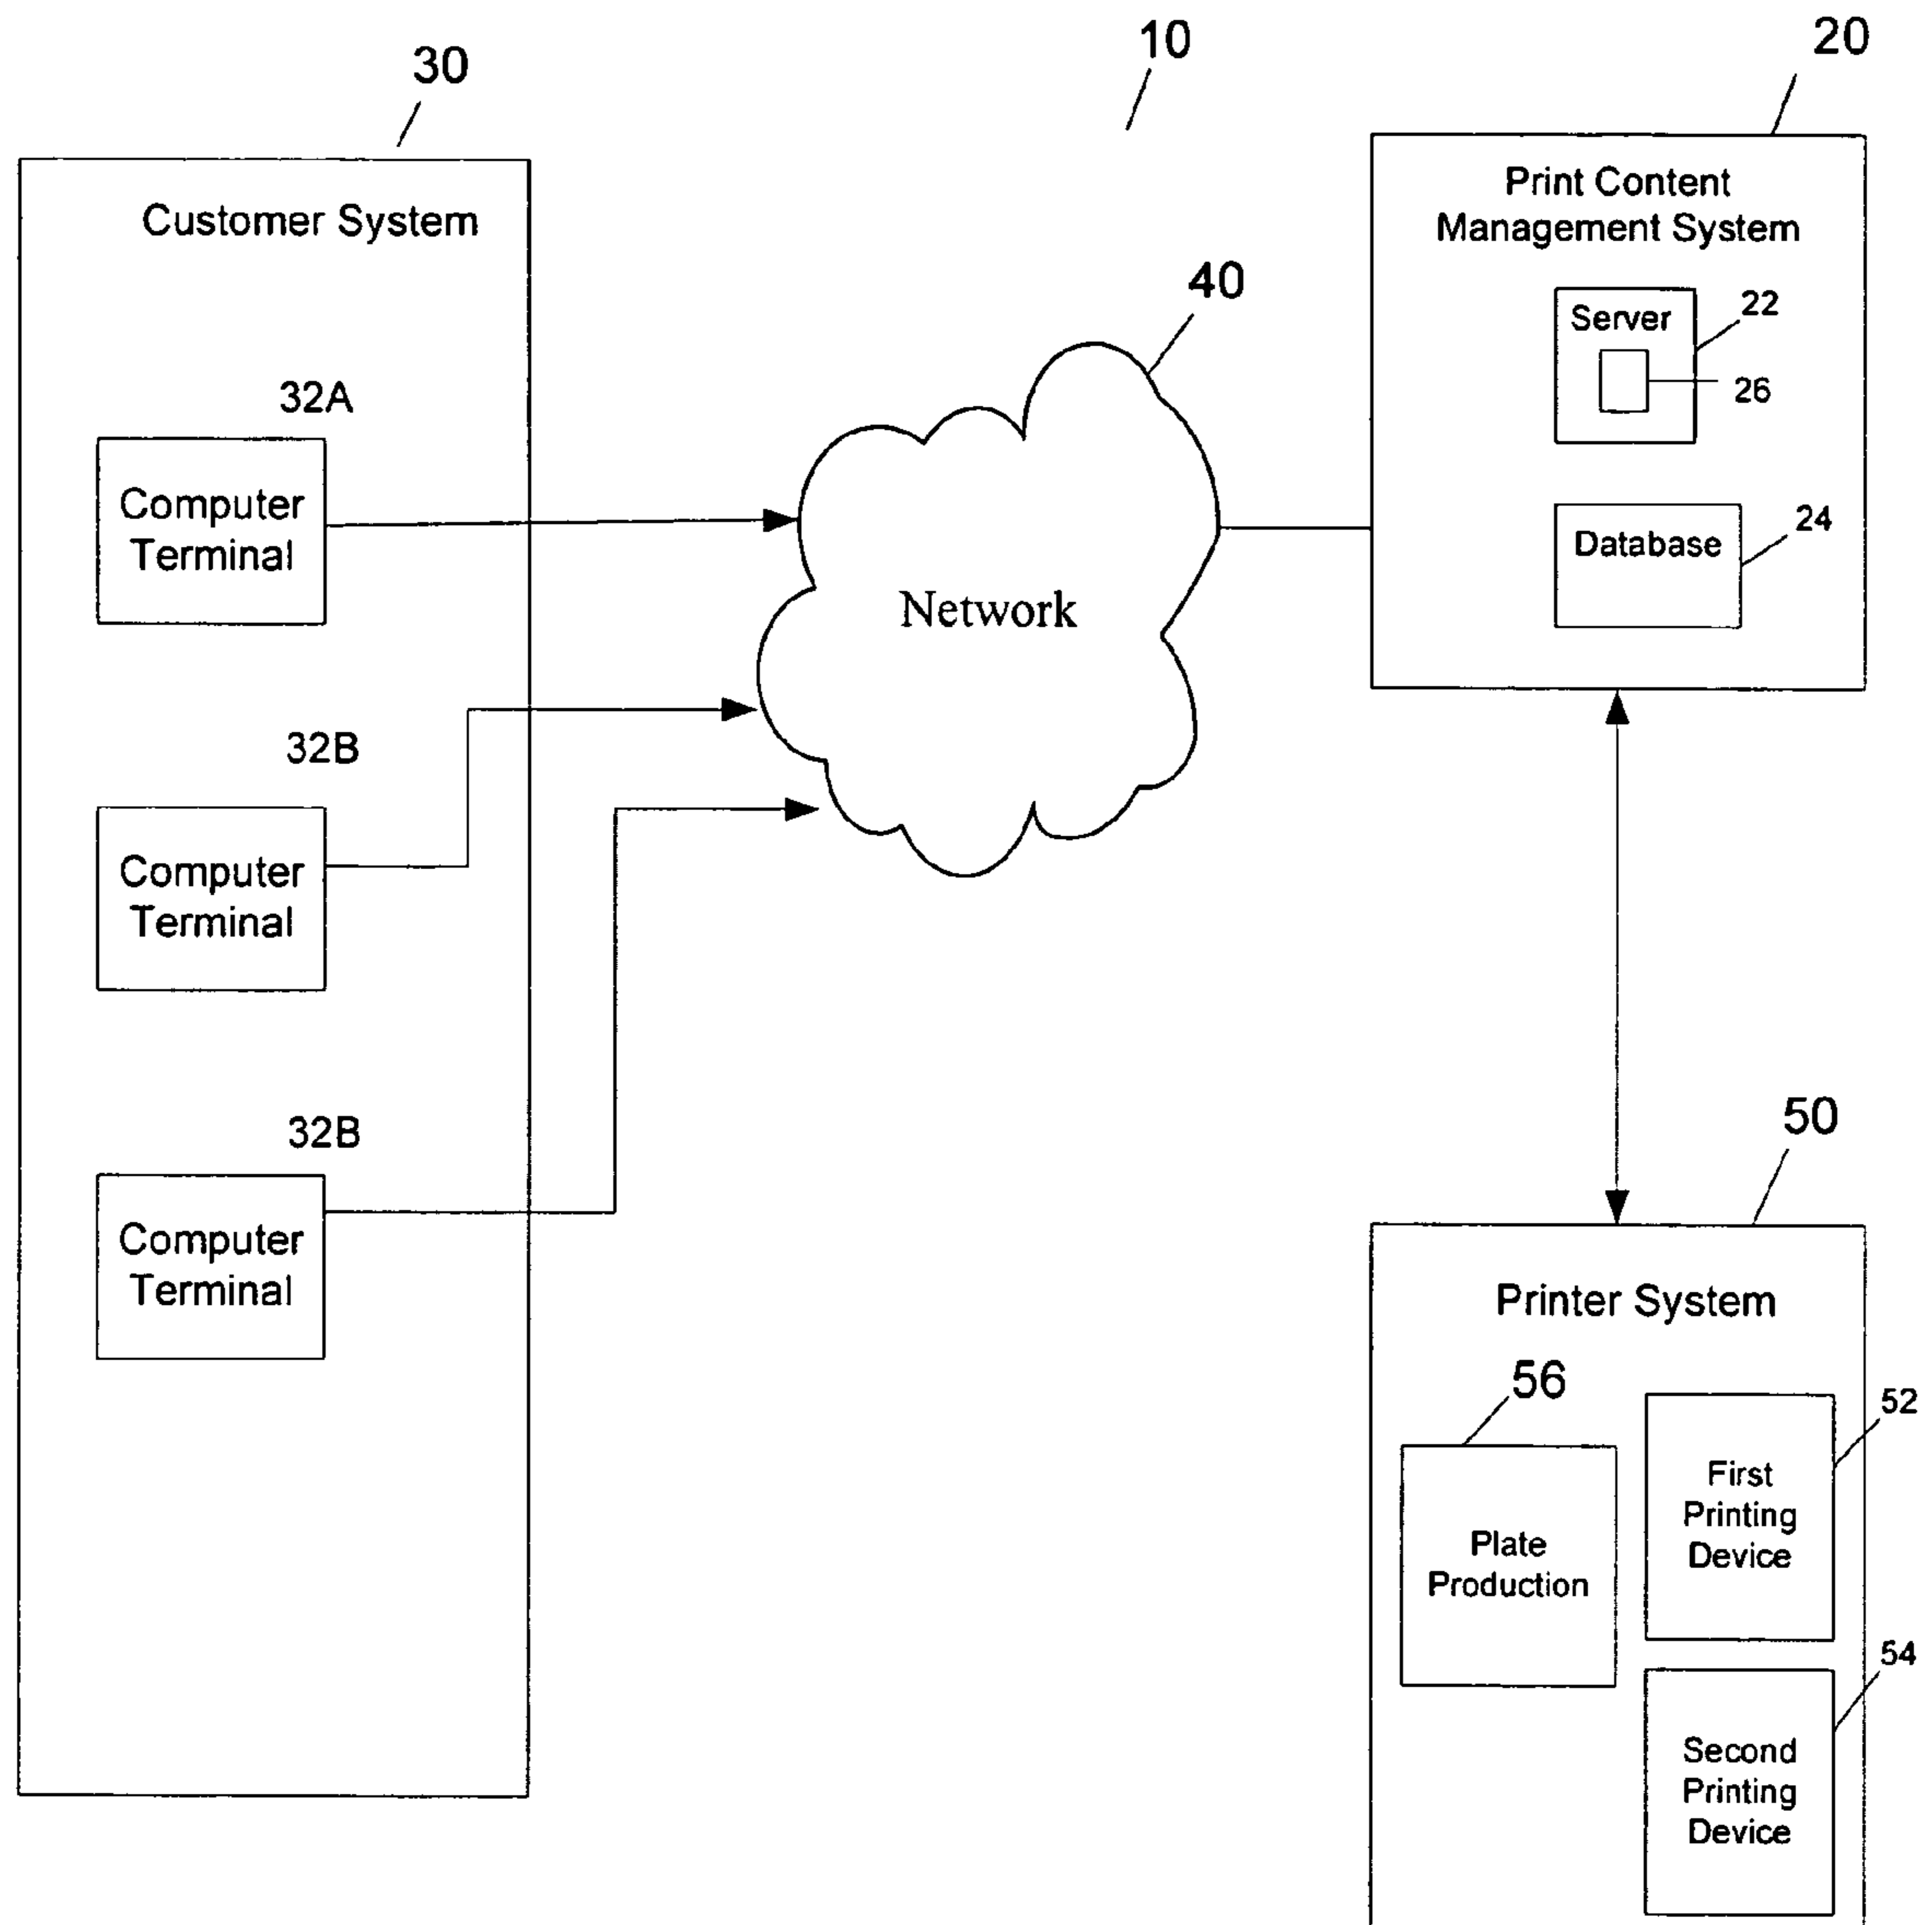 10
20
30
Customer System
32A
Computer
Terminal
32B
Computer
Terminal
32B
Computer
Terminal
40
Network
Print Content
Management System
Server
22
26
Database
24
50
Printer System
56
Plate
Production
52
First
Printing
Device
54
Second
Printing
Device